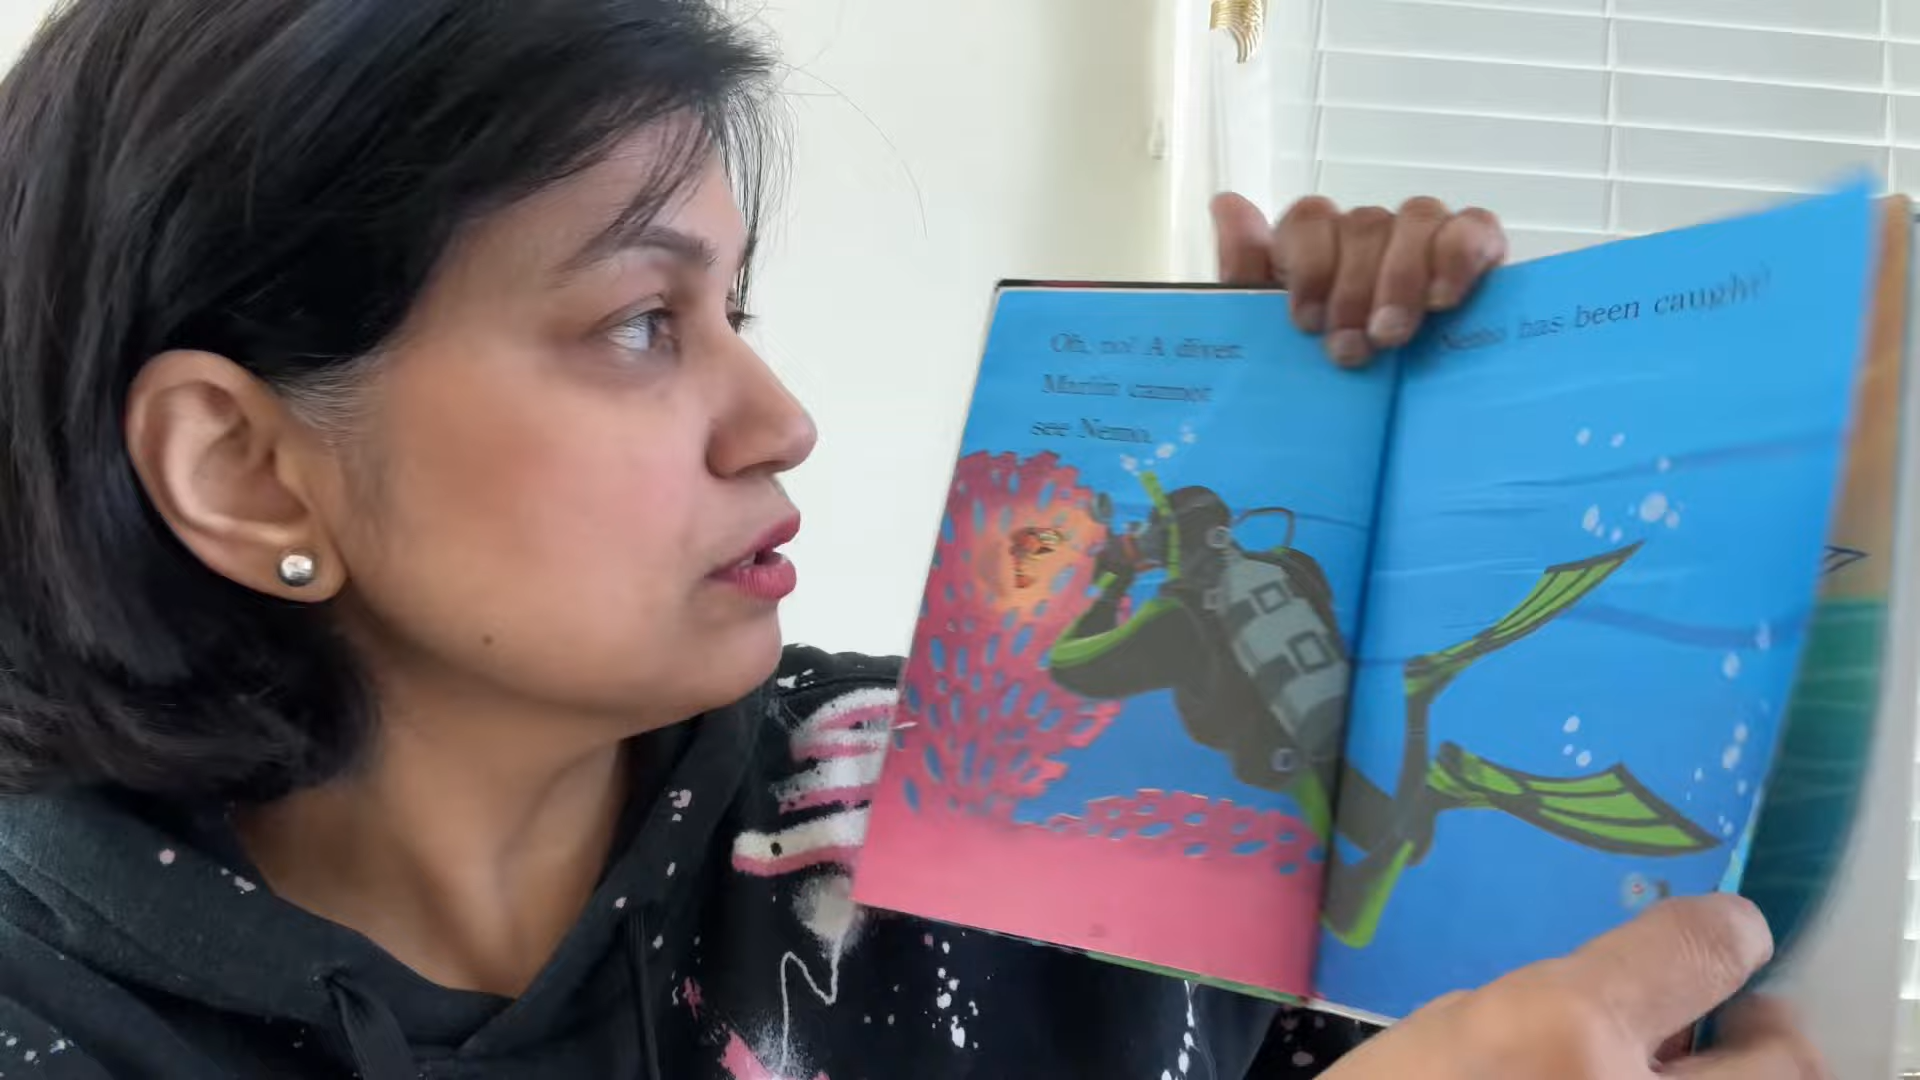 Oh, no! A diver.
Marlin cannot
see Nemo.
Nemo has been caught!